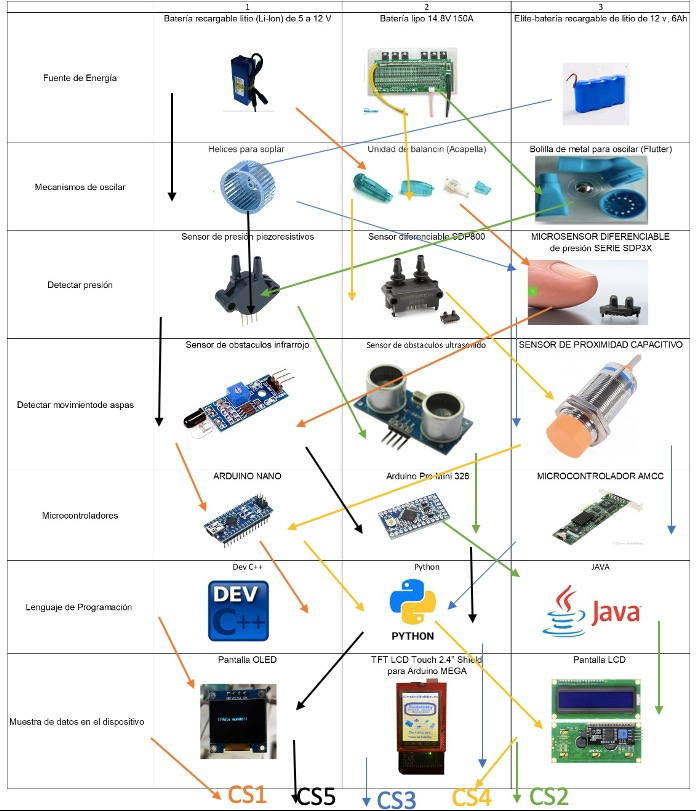 1 2 3
Batería recargable litio (Li-Ion) de 5 a 12 V Batería lipo 14.8V 150A Elite-batería recargable de litio de 12 v, 6Ah
Fuente de Energía
Helices para soplar Unidad de balancin (Acapella) Bolilla de metal para oscilar (Flutter)
Mecanismos de oscilar
Sensor de presión piezoresistivos Sensor diferenciable SDP800 MICROSENSOR DIFERENCIABLE
de presión SERIE SDP3X
Detectar presión
Sensor de obstaculos infrarrojo Sensor de obstaculos ultrasonido SENSOR DE PROXIMIDAD CAPACITIVO
Detectar movimientode aspas
ARDUINO NANO Arduino Pro Mini 328 MICROCONTROLADOR AMCC
Microcontroladores
Dev C++ Python JAVA
DEV
C++
Lenguaje de Programación
Java
PYTHON
Pantalla OLED TFT LCD Touch 2.4" Shield Pantalla LCD
para Arduino MEGA
Muestra de datos en el dispositivo
CS1 CS5 CS3 CS4 CS2